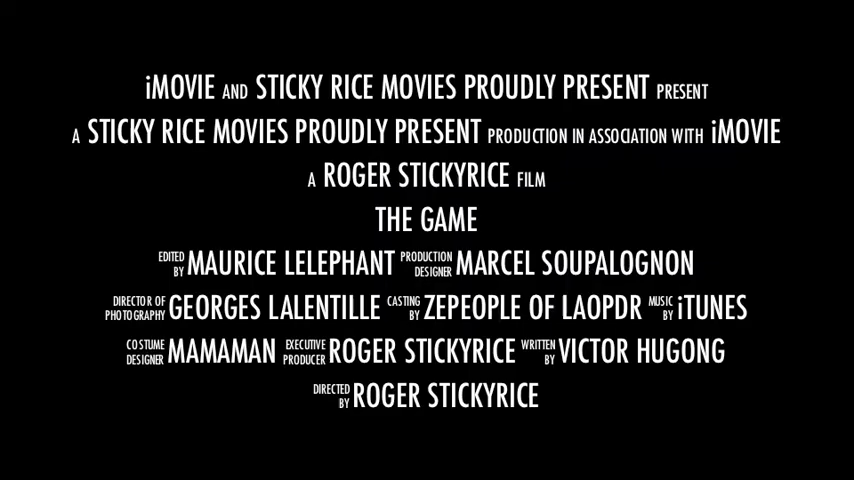 iMOVIE AND STICKY RICE MOVIES PROUDLY PRESENT PRESENT
A STICKY RICE MOVIES PROUDLY PRESENT PRODUCTION IN ASSOCIATION WITH iMOVIE
A ROGER STICKYRICE FILM
THE GAME
EDITED BY MAURICE LELEPHANT PRODUCTION DESIGNER MARCEL SOUPALOGNON
DIRECTOR OF PHOTOGRAPHY GEORGES LALENTILLE CASTING BY ZEPEOPLE OF LAOPDR MUSIC BY iTUNES
COSTUME DESIGNER MAMAMAN EXECUTIVE PRODUCER ROGER STICKYRICE WRITTEN BY VICTOR HUGONG
DIRECTED BY ROGER STICKYRICE